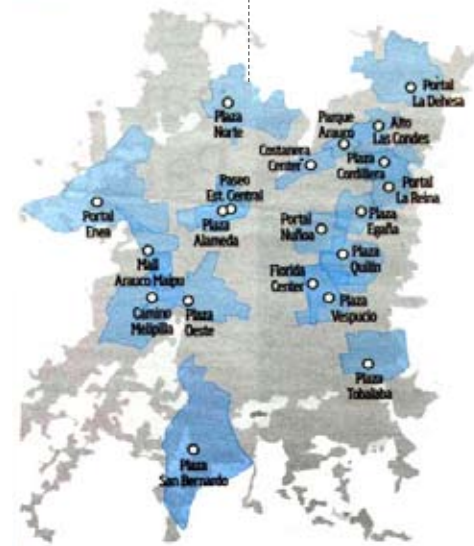 Portal
La Dehesa
Plaza
Norte
Parque
Arauco
Alto
Las Condes
Costanera
Center*
Plaza
Cordillera
Portal
La Reina
Paseo
Est. Central
Portal
Enea
Plaza
Alameda
Portal
Ñuñoa
Plaza
Egaña
Mall
Arauco Maipú
Plaza
Quilín
Florida
Center
Camino
Melipilla
Plaza
Oeste
Plaza
Vespucio
Plaza
Tobalaba
Plaza
San Bernardo